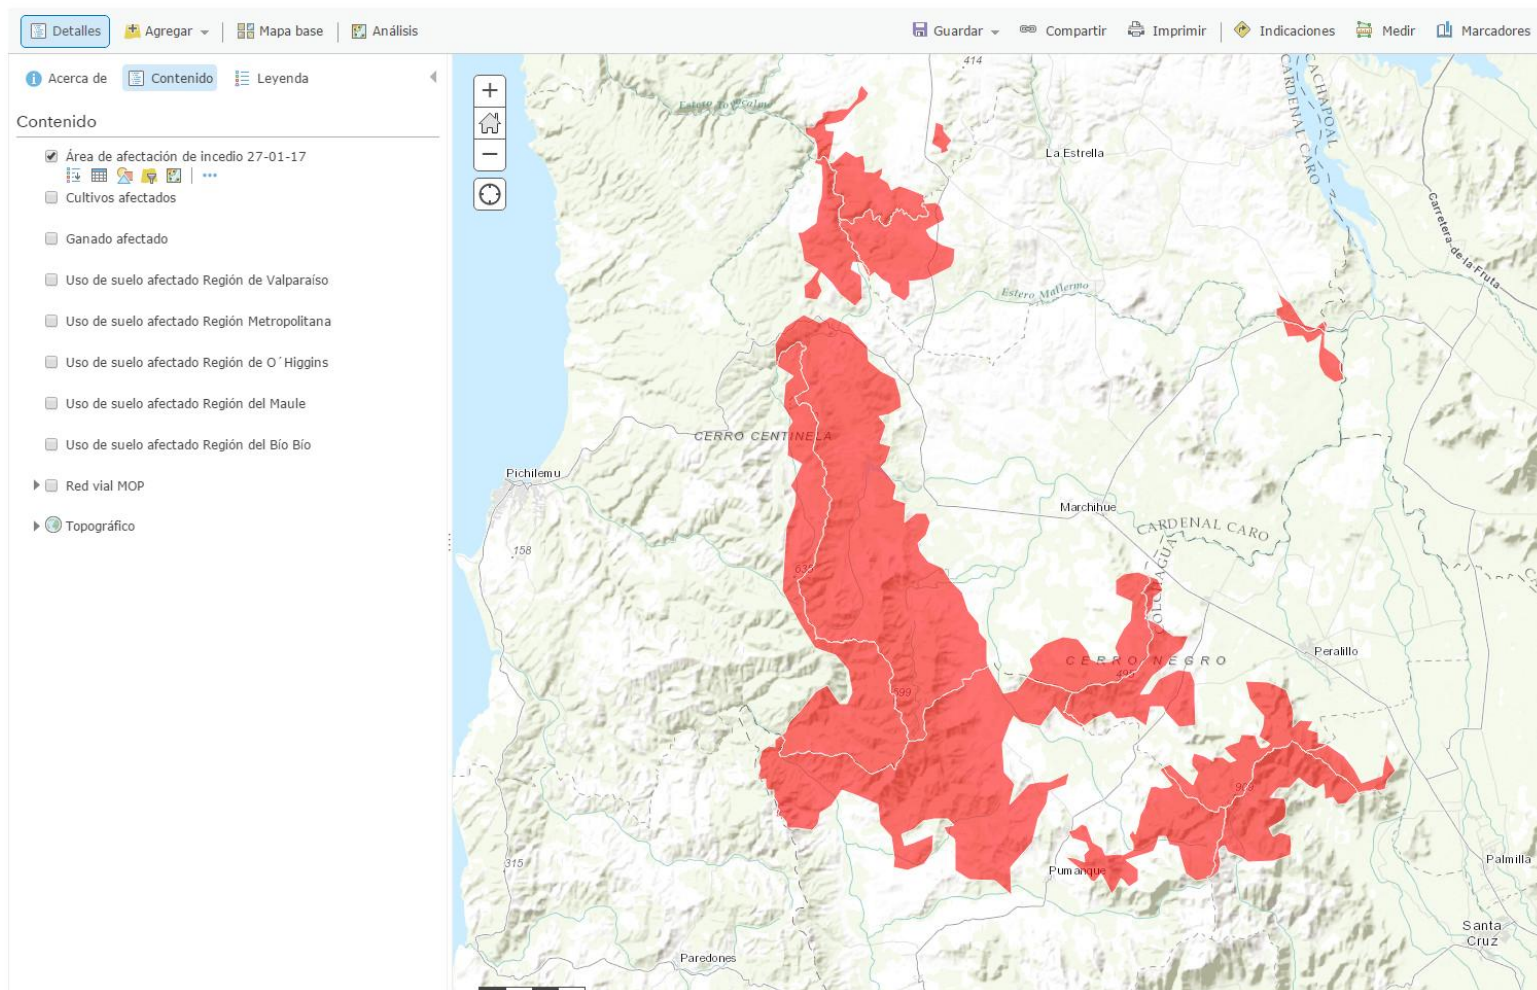 Detalles Agregar Mapa base Análisis Guardar Compartir Imprimir Indicaciones Medir Marcadores
Acerca de Contenido Leyenda
Contenido
Área de afectación de incedio 27-01-17
Cultivos afectados
Ganado afectado
Uso de suelo afectado Región de Valparaíso
Uso de suelo afectado Región Metropolitana
Uso de suelo afectado Región de O´Higgins
Uso de suelo afectado Región del Maule
Uso de suelo afectado Región del Bío Bío
Red vial MOP
Topográfico
414
CACHAPOAL
CARDENAL CARO
La Estrella
Carretera-de-la-Fruta
Estero Mallermo
CERRO CENTINELA
Pichilemu
Marchihue
CARDENAL CARO
COLCHAGUA
158
635
Peralillo
CERRO NEGRO
495
599
909
315
Pumanque
Palmilla
Santa
Cruz
Paredones